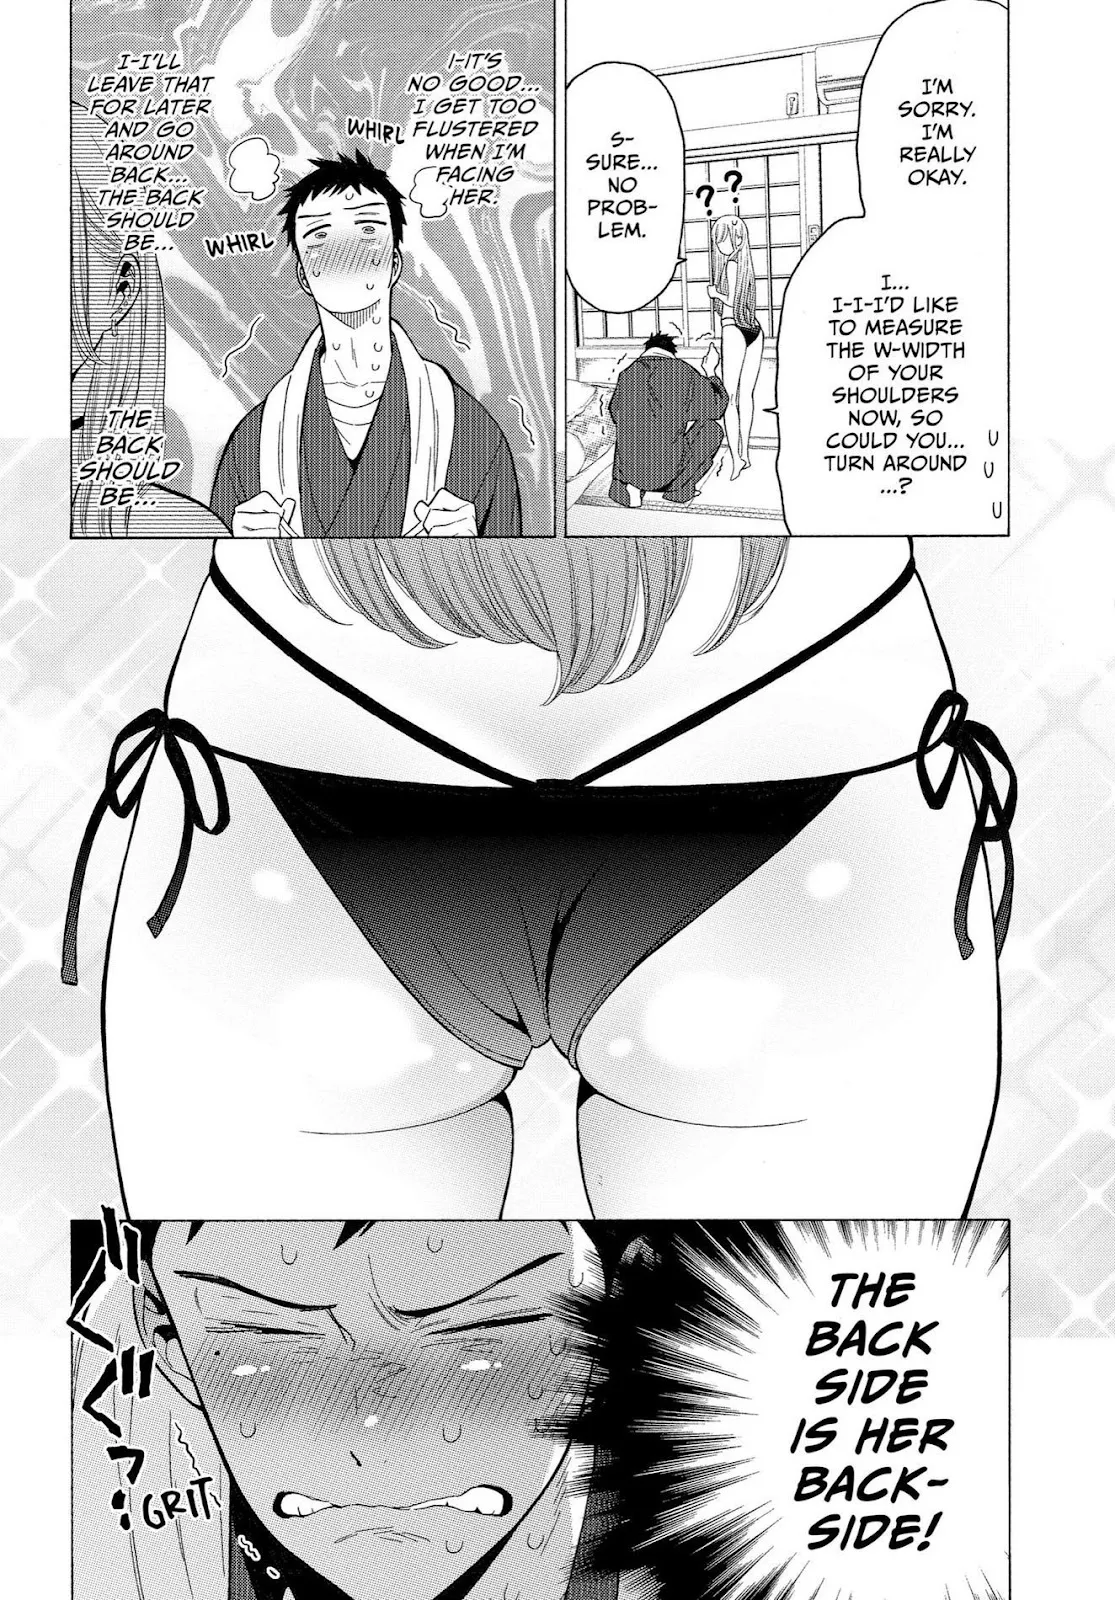 I'M
SORRY.
I'M
REALLY
OKAY.
I...
I-I-I'D LIKE
TO MEASURE
THE W-WIDTH
OF YOUR
SHOULDERS
NOW, SO
COULD YOU...
TURN AROUND
...?
S-
SURE...
NO
PROB-
LEM.
? ?
I-IT'S
NO GOOD...
I GET TOO
FLUSTERED
WHEN I'M
FACING
HER.
WHIRL
WHIRL
I-I'LL
LEAVE THAT
FOR LATER
AND GO
AROUND
BACK...
THE BACK
SHOULD
BE...
THE
BACK
SHOULD
BE...
THE
BACK
SIDE
IS HER
BACK-
SIDE!
ぐぐっ
GRIT